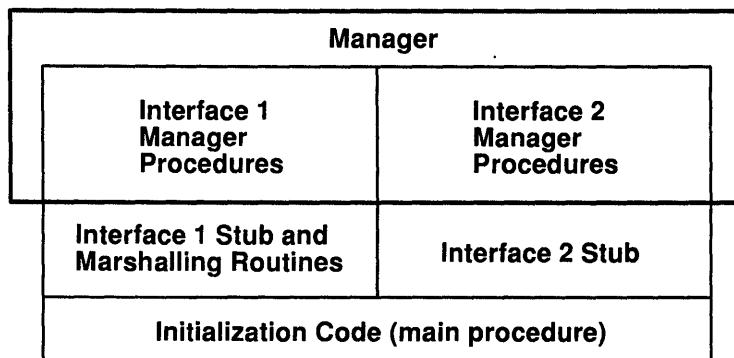 Manager
Interface 1
Manager
Procedures
Interface 2
Manager
Procedures
Interface 1 Stub and
Marshalling Routines
Interface 2 Stub
Initialization Code (main procedure)